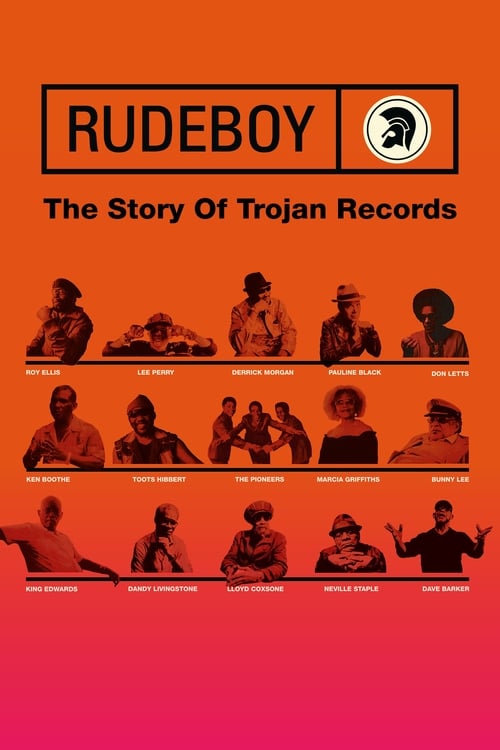 RUDEBOY
The Story Of Trojan Records
ROY ELLIS LEE PERRY DERRICK MORGAN PAULINE BLACK DON LETTS
KEN BOOTHE TOOTS HIBBERT THE PIONEERS MARCIA GRIFFITHS BUNNY LEE
KING EDWARDS DANDY LIVINGSTONE LLOYD COXSONE NEVILLE STAPLE DAVE BARKER